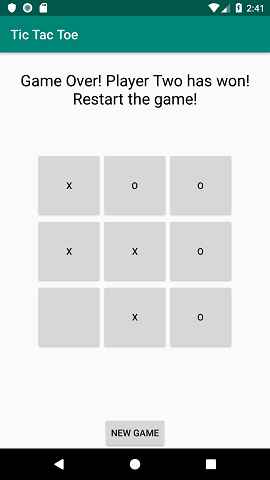 2:41
Tic Tac Toe
Game Over! Player Two has won!
Restart the game!
x o o
x x o
x o
NEW GAME